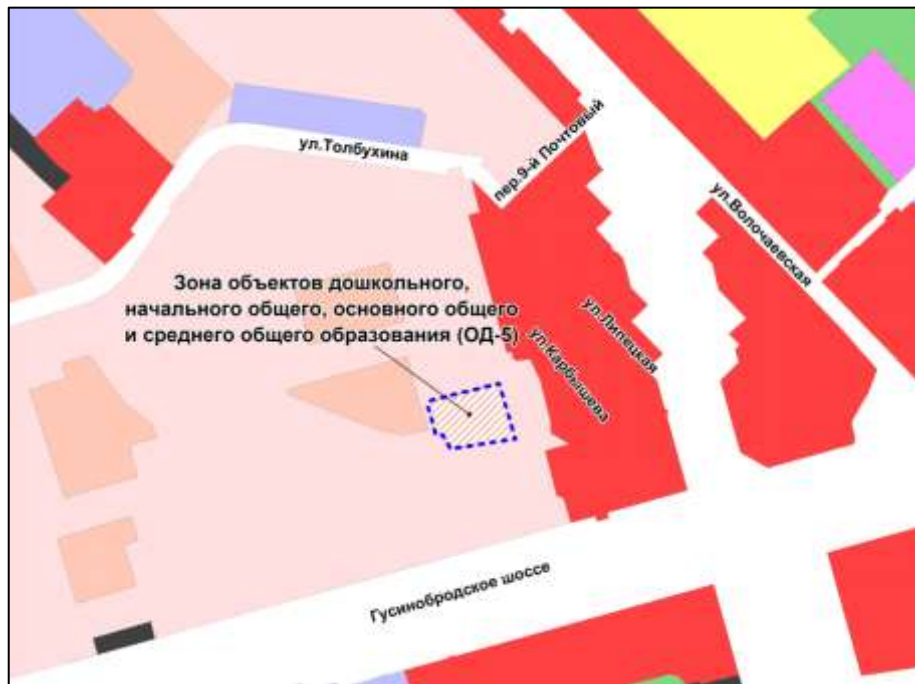 ул.Толбухина
пер.9-й Почтовый
ул.Волочаевская
Зона объектов дошкольного,
начального общего, основного общего
и среднего общего образования (ОД-5)
ул.Липецкая
ул.Карбышева
Гусинобродское шоссе